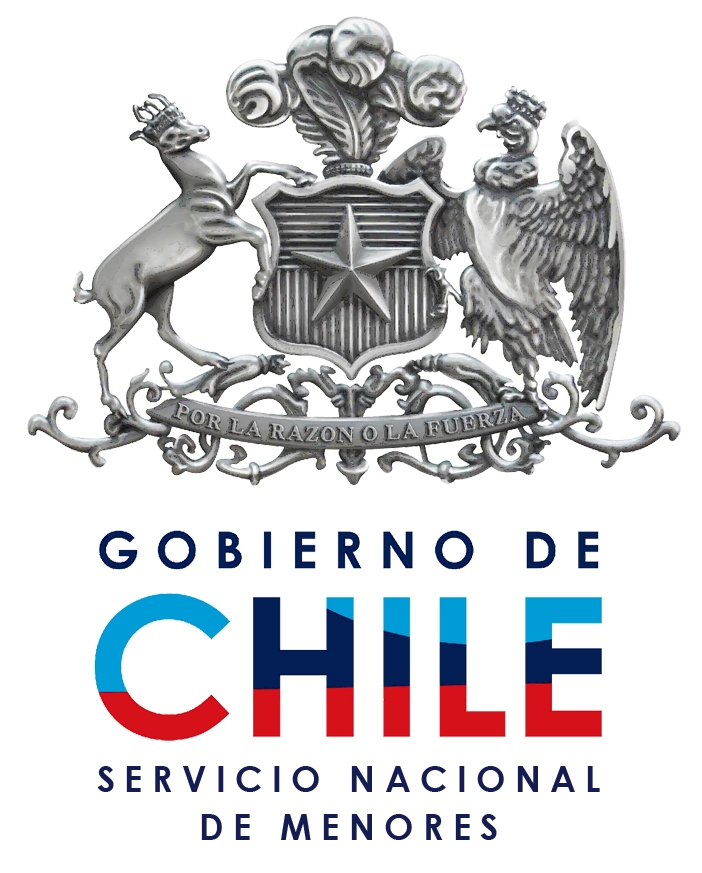 POR LA RAZON O LA FUERZA
GOBIERNO DE
CHILE
SERVICIO NACIONAL
DE MENORES